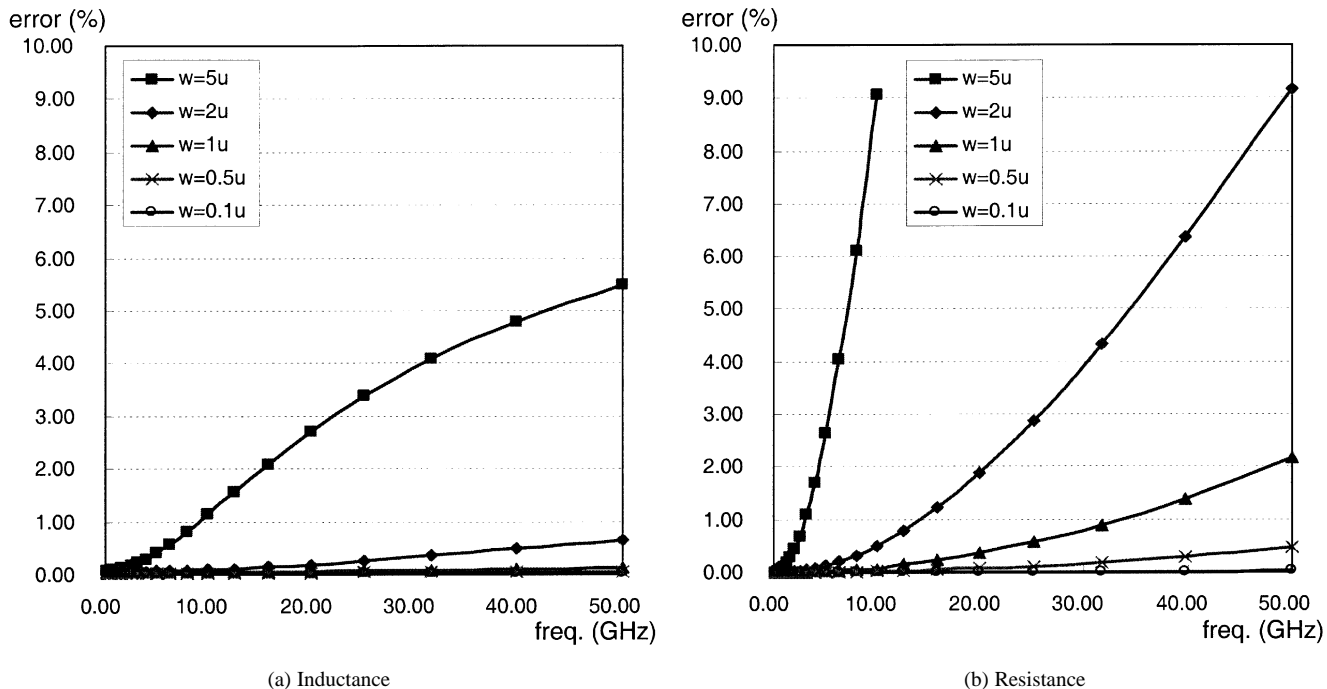 error (%)
10.00
9.00
8.00
7.00
6.00
5.00
4.00
3.00
2.00
1.00
0.00
w=5u
w=2u
w=1u
w=0.5u
w=0.1u
0.00 10.00 20.00 30.00 40.00 50.00
freq. (GHz)
(a) Inductance
error (%)
10.00
9.00
8.00
7.00
6.00
5.00
4.00
3.00
2.00
1.00
0.00
w=5u
w=2u
w=1u
w=0.5u
w=0.1u
0.00 10.00 20.00 30.00 40.00 50.00
freq. (GHz)
(b) Resistance